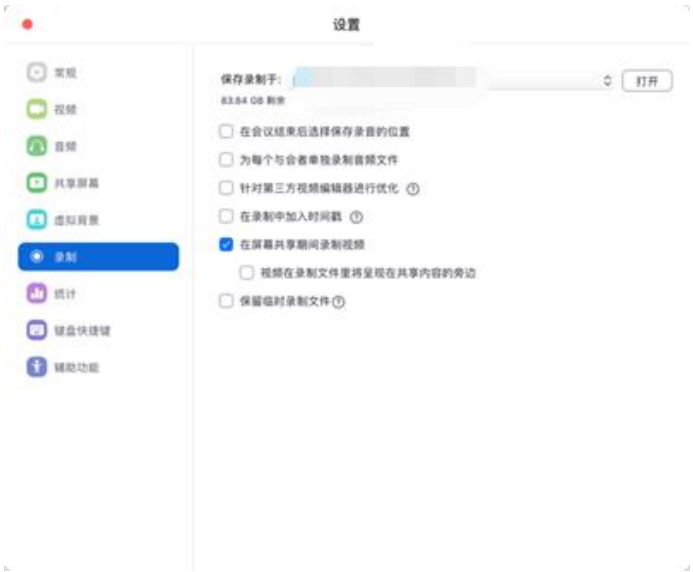 设置
常规
视频
音频
共享屏幕
虚拟背景
录制
统计
键盘快捷键
辅助功能
保存录制于:
打开
83.84 GB 剩余
在会议结束后选择保存录音的位置
为每个与会者单独录制音频文件
针对第三方视频编辑器进行优化 ?
在录制中加入时间戳 ?
在屏幕共享期间录制视频
视频在录制文件里将呈现在共享内容的旁边
保留临时录制文件 ?